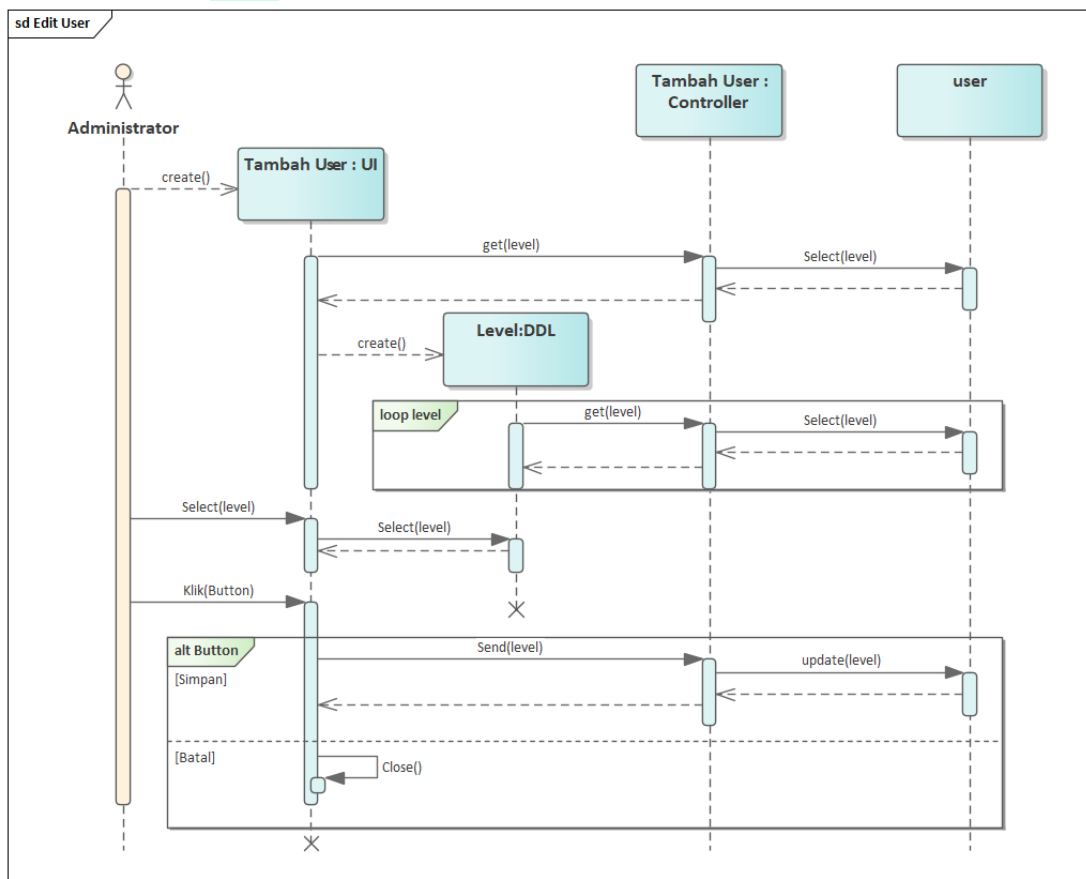 sd Edit User
Administrator
Tambah User : UI
Tambah User :
Controller
user
create()
get(level)
Select(level)
Level:DDL
create()
loop level
get(level)
Select(level)
Select(level)
Select(level)
Klik(Button)
alt Button
[Simpan]
Send(level)
update(level)
[Batal]
Close()